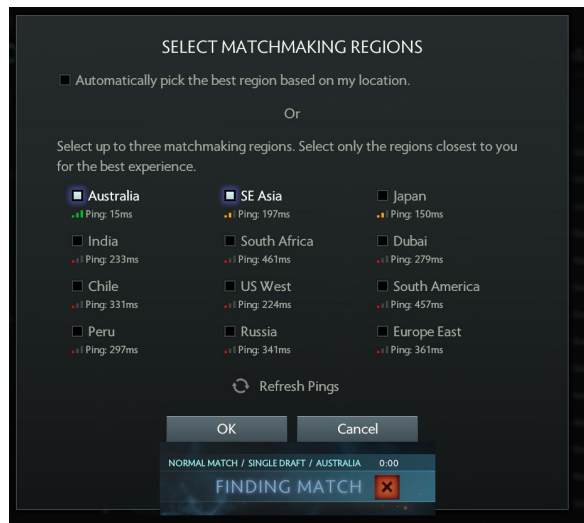 SELECT MATCHMAKING REGIONS
Automatically pick the best region based on my location.
Or
Select up to three matchmaking regions. Select only the regions closest to you
for the best experience.
Australia SE Asia Japan
Ping: 15ms Ping: 197ms Ping: 150ms
India South Africa Dubai
Ping: 233ms Ping: 461ms Ping: 279ms
Chile US West South America
Ping: 331ms Ping: 224ms Ping: 457ms
Peru Russia Europe East
Ping: 297ms Ping: 341ms Ping: 361ms
Refresh Pings
OK Cancel
NORMAL MATCH / SINGLE DRAFT / AUSTRALIA 0:00
FINDING MATCH